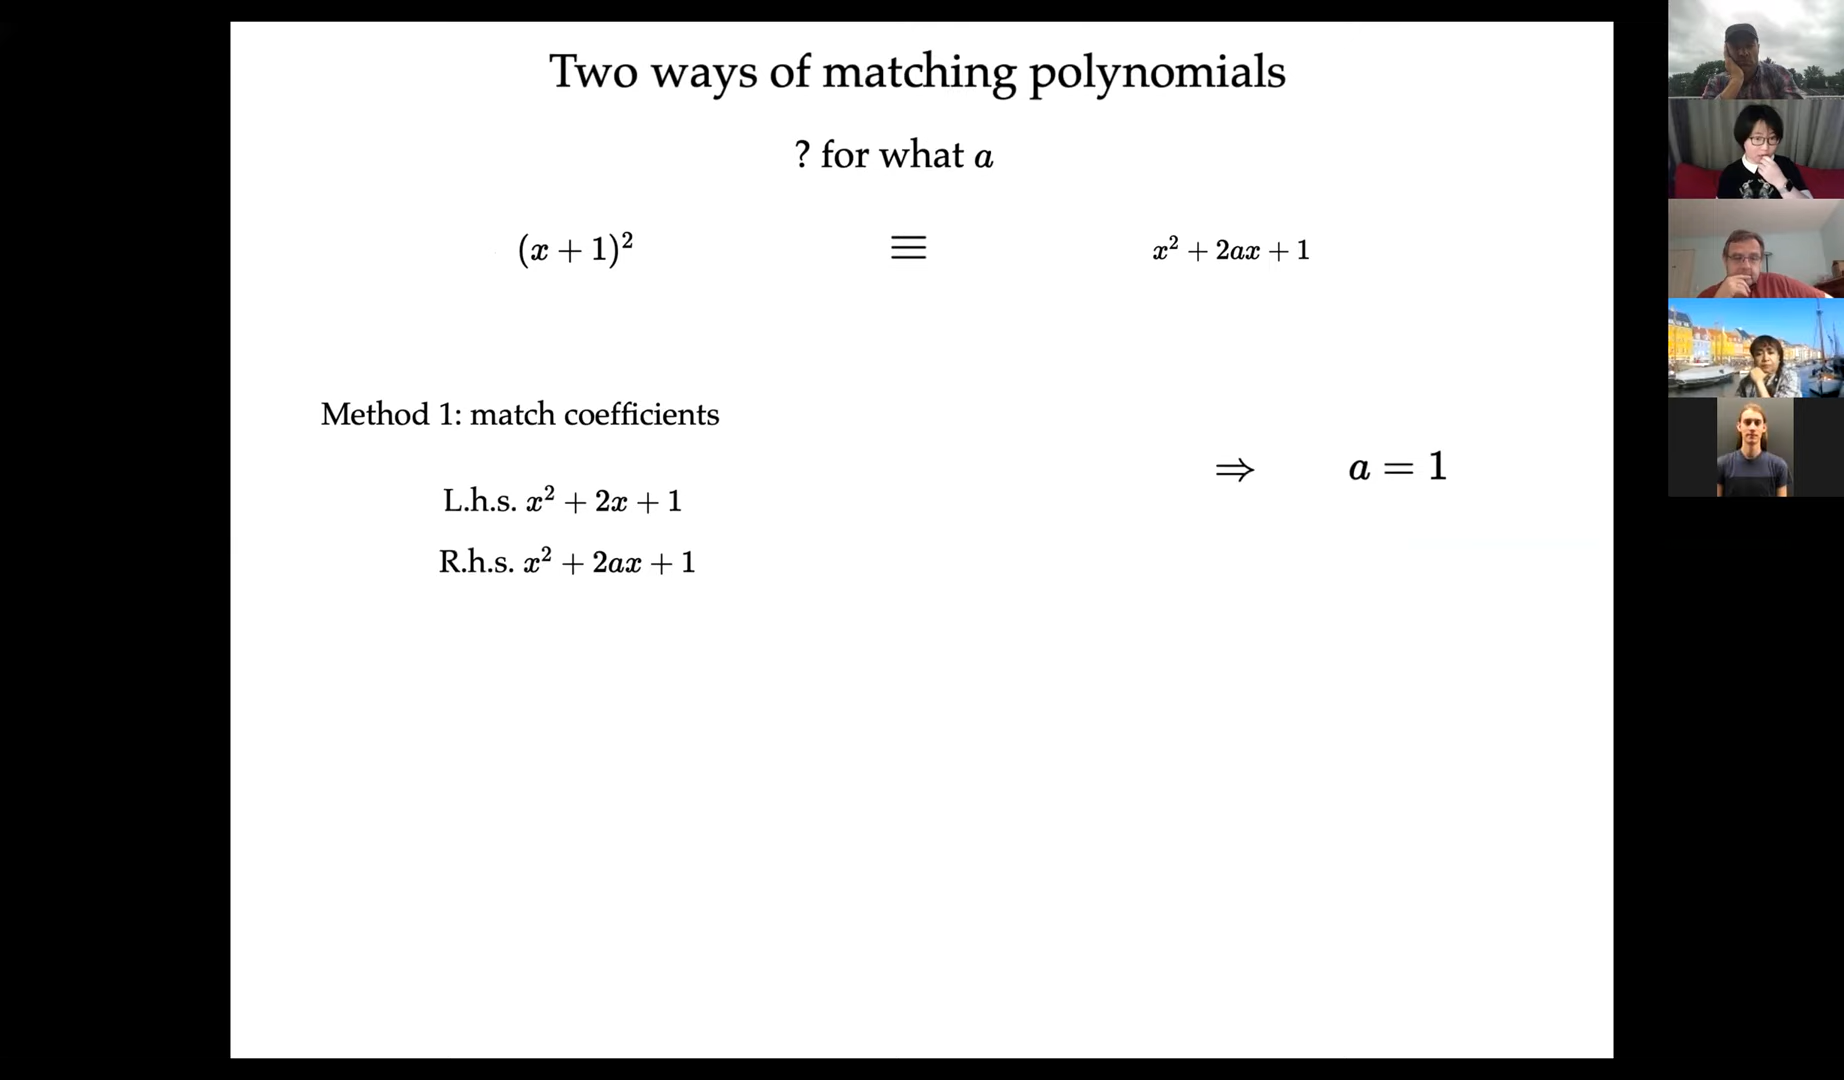 Two ways of matching polynomials
? for what a
(x + 1)² ≡ x² + 2ax + 1
Method 1: match coefficients
⇒ a = 1
L.h.s. x² + 2x + 1
R.h.s. x² + 2ax + 1